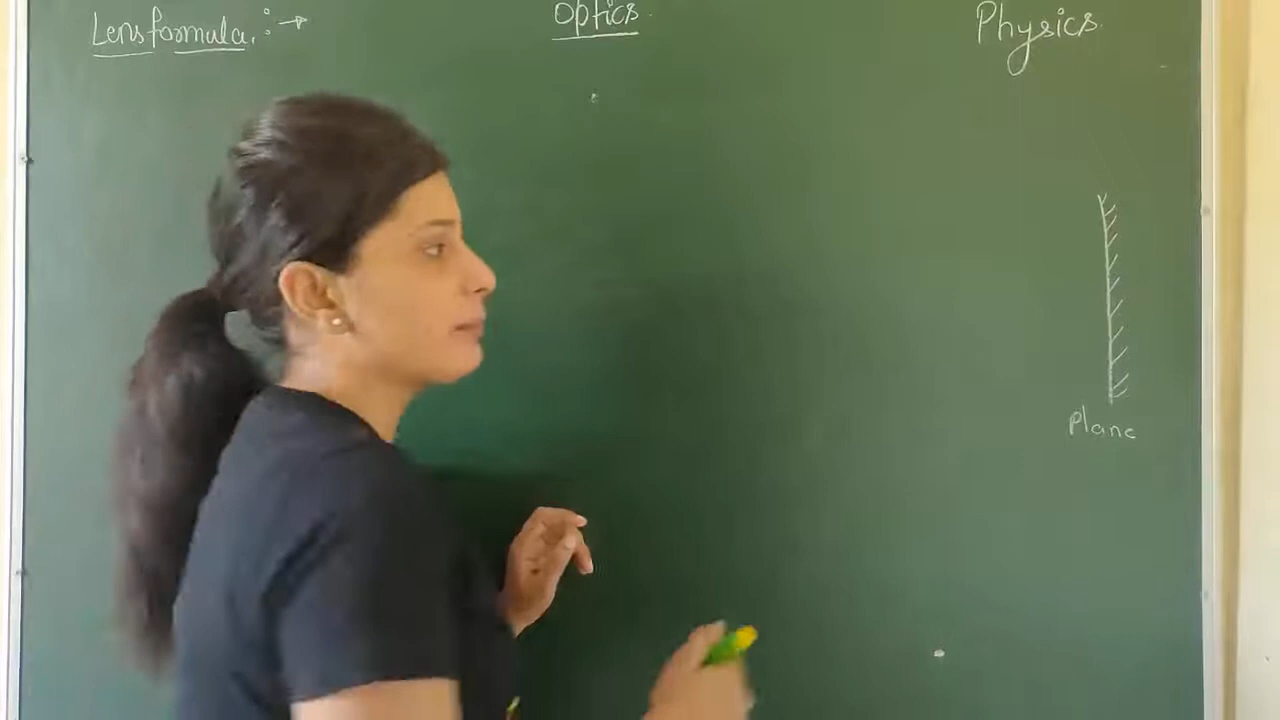 Lens formula. :→
Optics.
Physics.
Plane